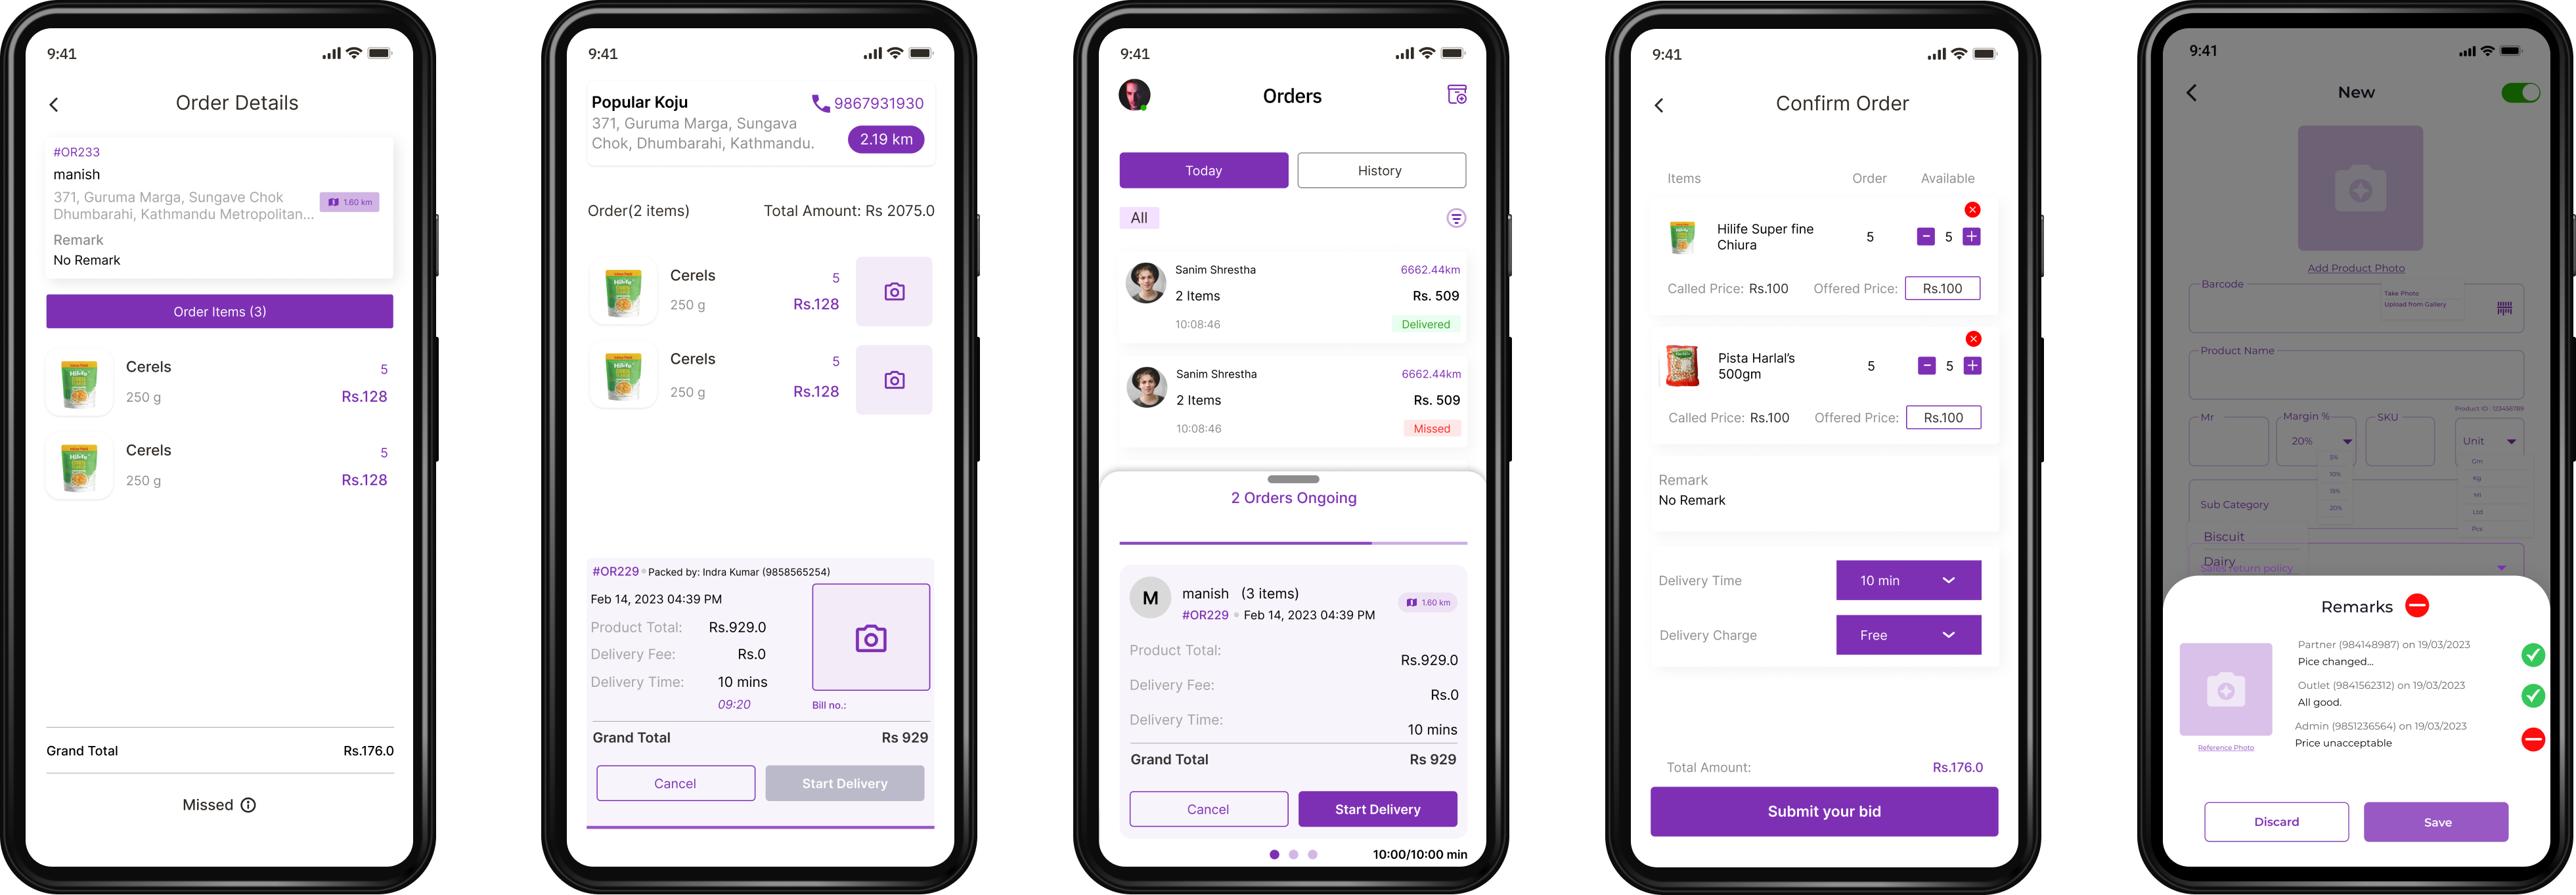 9:41
Order Details
#OR233
manish
371, Guruma Marga, Sungave Chok
Dhumbarahi, Kathmandu Metropolitan...
1.60 km
Remark
No Remark
Order Items (3)
Hilife
Cerels
5
250 g
Rs.128
Hilife
Cerels
5
250 g
Rs.128
Grand Total
Rs.176.0
Missed
9:41
Popular Koju
9867931930
371, Guruma Marga, Sungava
Chok, Dhumbarahi, Kathmandu.
2.19 km
Order(2 items)
Total Amount: Rs 2075.0
Hilife
Cerels
5
250 g
Rs.128
Hilife
Cerels
5
250 g
Rs.128
#OR229 Packed by: Indra Kumar (9858565254)
Feb 14, 2023 04:39 PM
Product Total: Rs.929.0
Delivery Fee: Rs.0
Delivery Time: 10 mins
09:20
Bill no.:
Grand Total
Rs 929
Cancel
Start Delivery
9:41
Orders
Today
History
All
Sanim Shrestha
6662.44km
2 Items
Rs. 509
10:08:46
Delivered
Sanim Shrestha
6662.44km
2 Items
Rs. 509
10:08:46
Missed
2 Orders Ongoing
M
manish (3 items)
1.60 km
#OR229 Feb 14, 2023 04:39 PM
Product Total:
Rs.929.0
Delivery Fee:
Rs.0
Delivery Time:
10 mins
Grand Total
Rs 929
Cancel
Start Delivery
10:00/10:00 min
9:41
Confirm Order
Items
Order
Available
Hilife Super fine
Chiura
5
- 5 +
Called Price: Rs.100
Offered Price: Rs.100
Pista Harlal's
500gm
5
- 5 +
Called Price: Rs.100
Offered Price: Rs.100
Remark
No Remark
Delivery Time
10 min
Delivery Charge
Free
Total Amount:
Rs.176.0
Submit your bid
9:41
New
Add Product Photo
Barcode
Take Photo
Upload from Gallery
Product Name
Product ID : 123456789
Mr
Margin %
20%
SKU
Unit
5%
10%
15%
20%
Gm
Kg
Ml
Ltd
Pcs
Sub Category
Biscuit
Dairy
Sales return policy
Remarks
Partner (984148987) on 19/03/2023
Pice changed...
Outlet (9841562312) on 19/03/2023
All good.
Admin (9851236564) on 19/03/2023
Price unacceptable
Reference Photo
Discard
Save